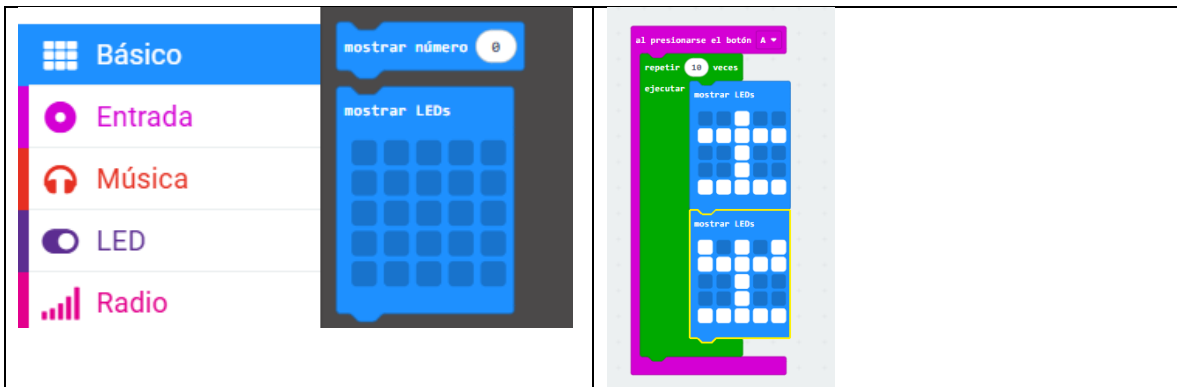 Básico
Entrada
Música
LED
Radio
mostrar número 0
mostrar LEDs
al presionarse el botón A
repetir 10 veces
ejecutar
mostrar LEDs
mostrar LEDs